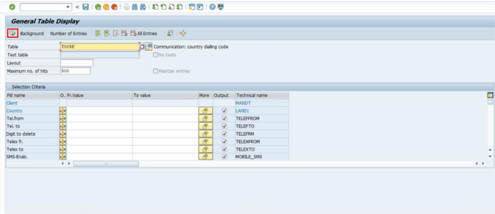 General Table Display
Background Number of Entries All Entries
Table T005K Communication: country dialing code
Text table No texts
Layout
Maximum no. of hits 500 Maintain entries
Selection Criteria
Fld name O. Fr.Value To value More Output Technical name
Client MANDT
Country LAND1
Tel.from TELEFFROM
Tel. to TELEFTO
Digit to delete TELEFRM
Telex fr. TELEXFROM
Telex to TELEXTO
SMS-Enab. MOBILE_SMS